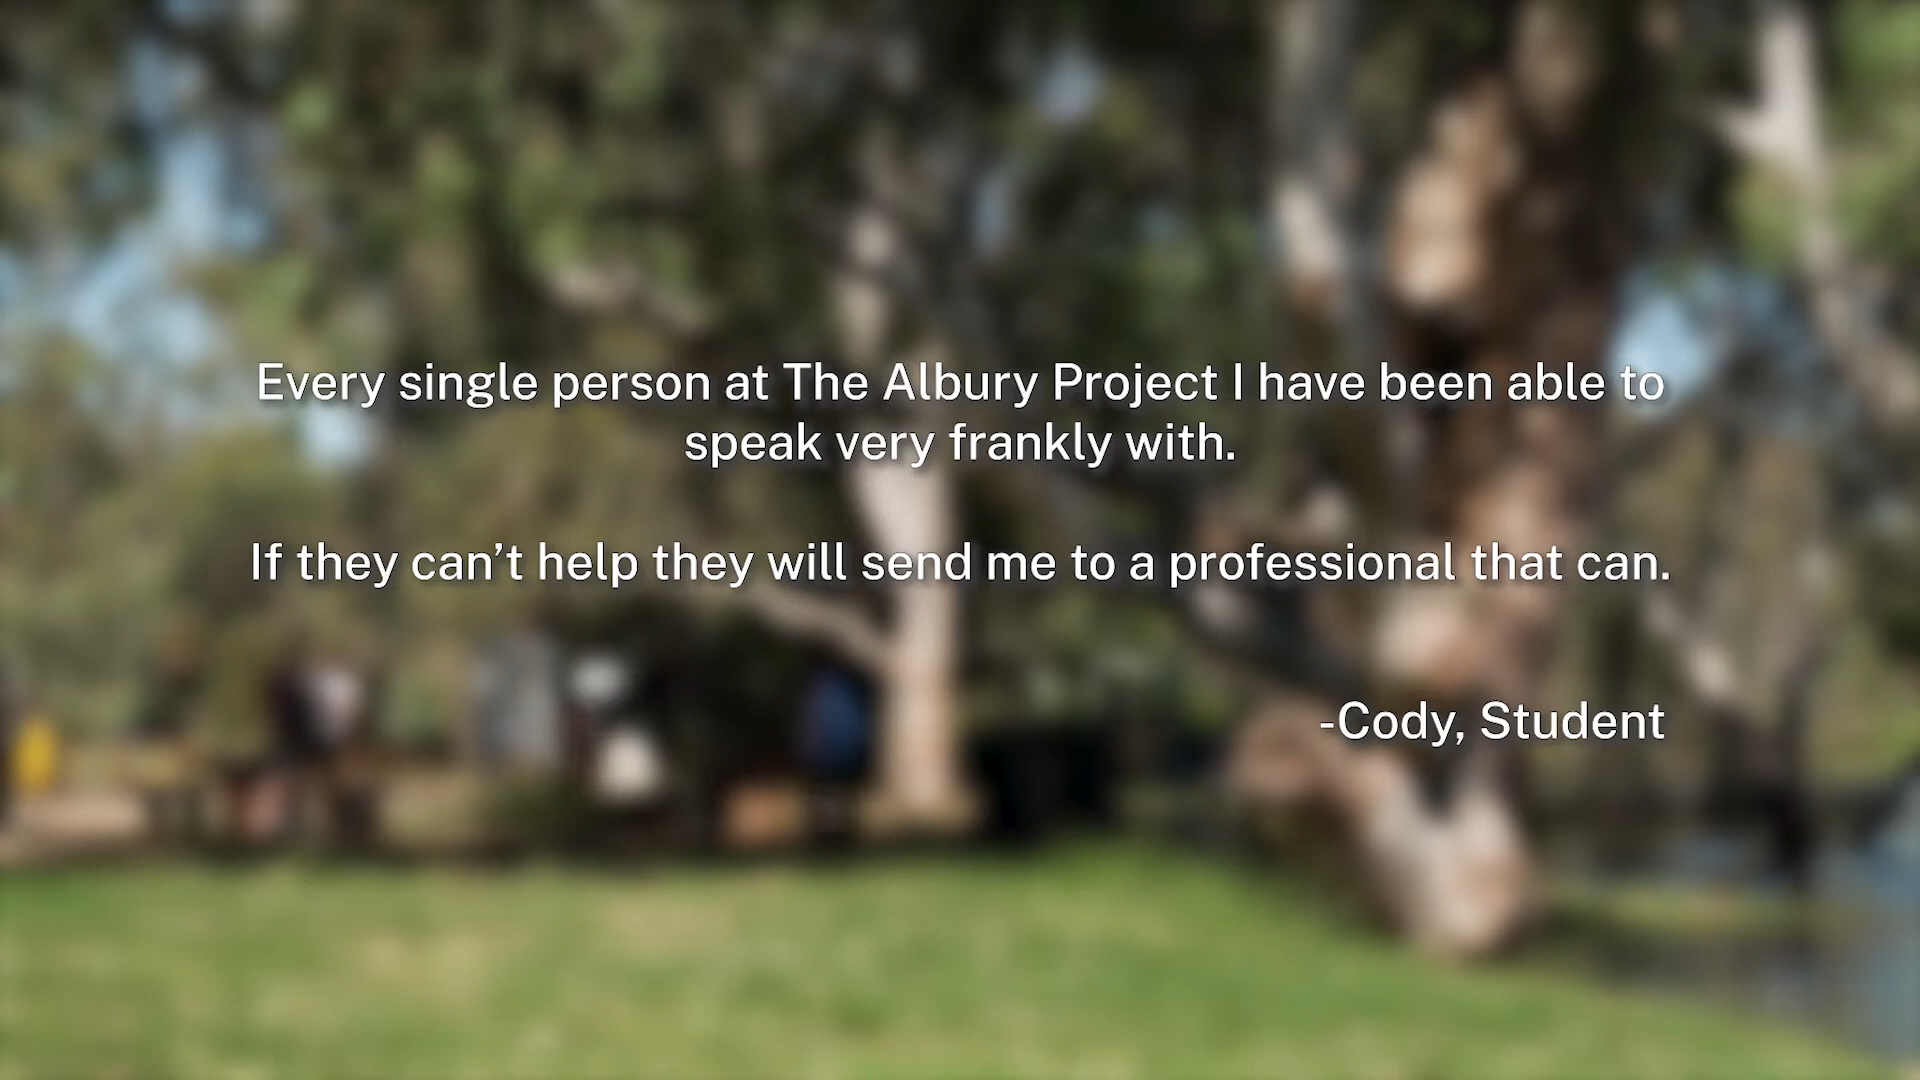 Every single person at The Albury Project I have been able to
speak very frankly with.
If they can’t help they will send me to a professional that can.
-Cody, Student